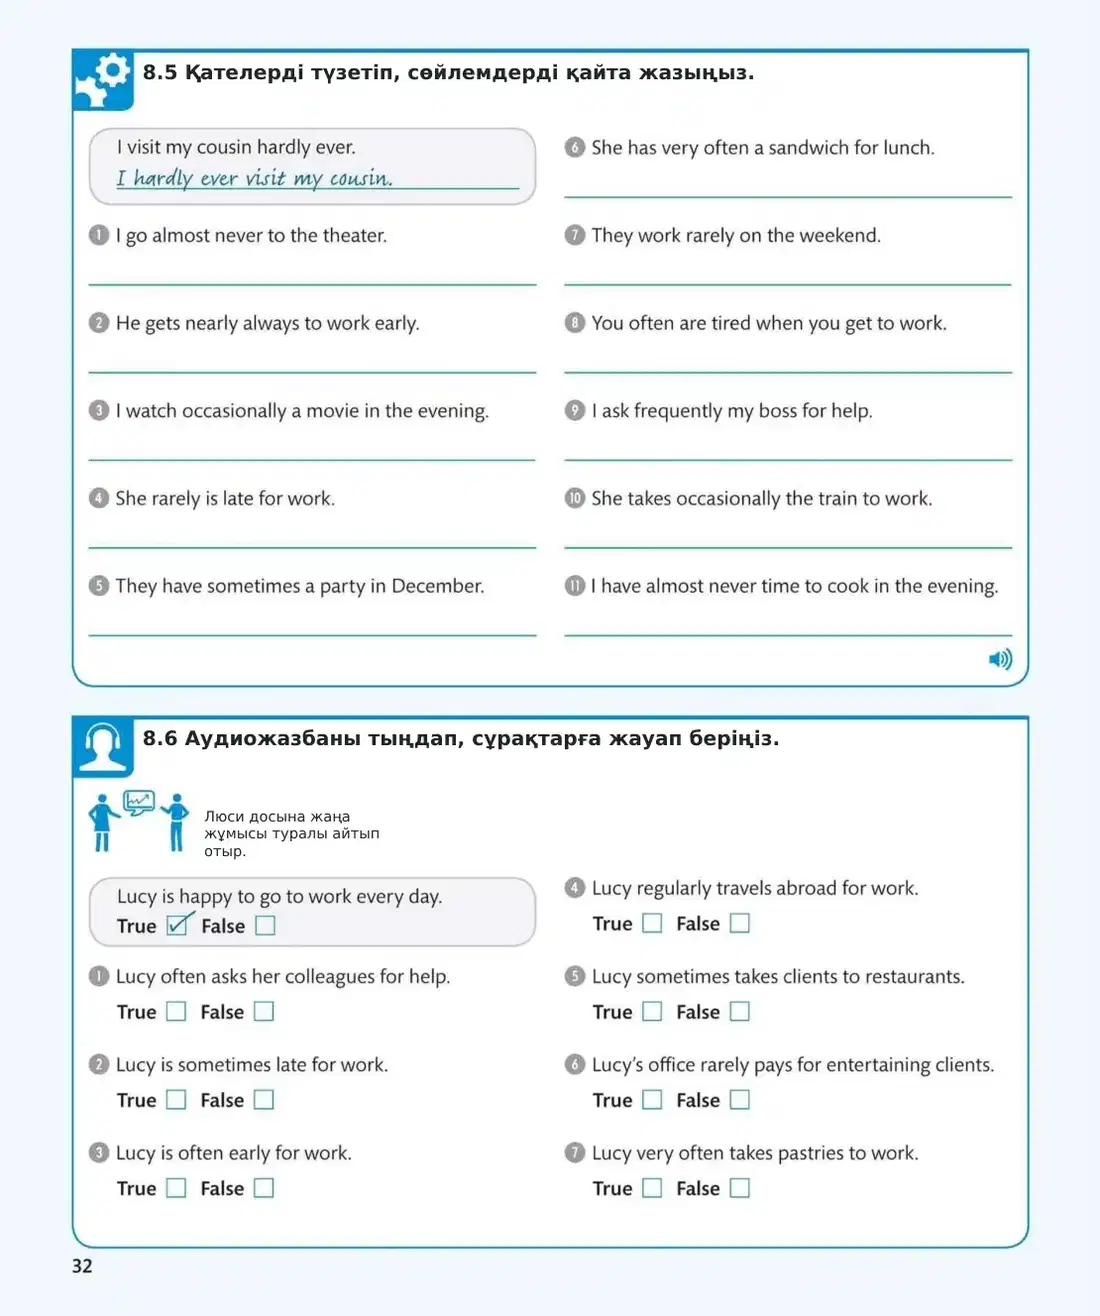 8.5 Қателерді түзетіп, сөйлемдерді қайта жазыңыз.
I visit my cousin hardly ever.
I hardly ever visit my cousin.
1 I go almost never to the theater.
2 He gets nearly always to work early.
3 I watch occasionally a movie in the evening.
4 She rarely is late for work.
5 They have sometimes a party in December.
6 She has very often a sandwich for lunch.
7 They work rarely on the weekend.
8 You often are tired when you get to work.
9 I ask frequently my boss for help.
10 She takes occasionally the train to work.
11 I have almost never time to cook in the evening.
8.6 Аудиожазбаны тыңдап, сұрақтарға жауап беріңіз.
Люси досына жаңа
жұмысы туралы айтып
отыр.
Lucy is happy to go to work every day.
True False
1 Lucy often asks her colleagues for help.
True False
2 Lucy is sometimes late for work.
True False
3 Lucy is often early for work.
True False
4 Lucy regularly travels abroad for work.
True False
5 Lucy sometimes takes clients to restaurants.
True False
6 Lucy’s office rarely pays for entertaining clients.
True False
7 Lucy very often takes pastries to work.
True False
32